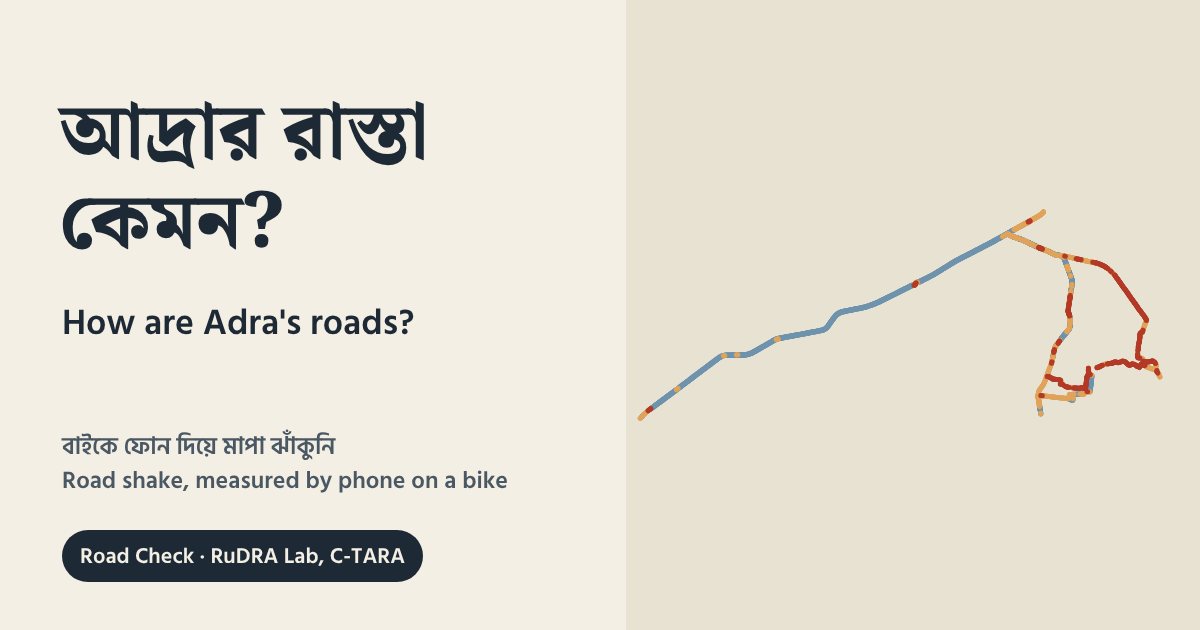 আদ্রার রাস্তা
কেমন?
How are Adra's roads?
বাইকে ফোন দিয়ে মাপা ঝাঁকুনি
Road shake, measured by phone on a bike
Road Check · RuDRA Lab, C-TARA